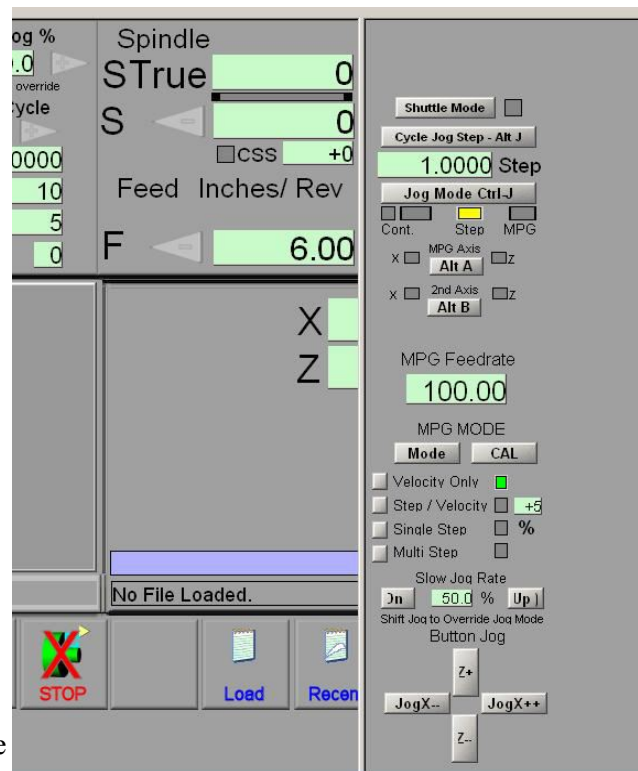 og %
.0
override
ycle
0000
10
5
0
Spindle
STrue 0
S 0
CSS +0
Feed Inches/ Rev
F 6.00
X
Z
No File Loaded.
STOP
Load
Recen
e
Shuttle Mode
Cycle Jog Step - Alt J
1.0000 Step
Jog Mode Ctrl-J
Cont. Step MPG
MPG Axis
X Alt A Z
2nd Axis
X Alt B Z
MPG Feedrate
100.00
MPG MODE
Mode CAL
Velocity Only
Step / Velocity +5
Single Step %
Multi Step
Slow Jog Rate
Dn 50.0 % Up )
Shift Jog to Override Jog Mode
Button Jog
Z+
JogX-- JogX++
Z--